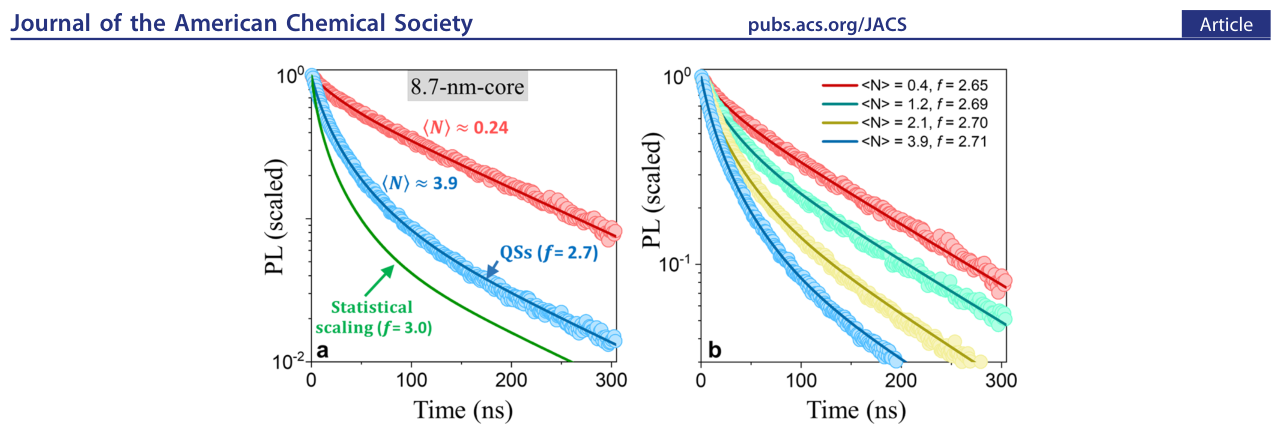 Journal of the American Chemical Society
pubs.acs.org/JACS
Article
10⁰
10⁻²
PL (scaled)
8.7-nm-core
⟨N⟩ ≈ 0.24
⟨N⟩ ≈ 3.9
QSs (f = 2.7)
Statistical
scaling (f = 3.0)
a
0 100 200 300
Time (ns)
10⁰
10⁻¹
PL (scaled)
<N> = 0.4, f = 2.65
<N> = 1.2, f = 2.69
<N> = 2.1, f = 2.70
<N> = 3.9, f = 2.71
b
0 100 200 300
Time (ns)